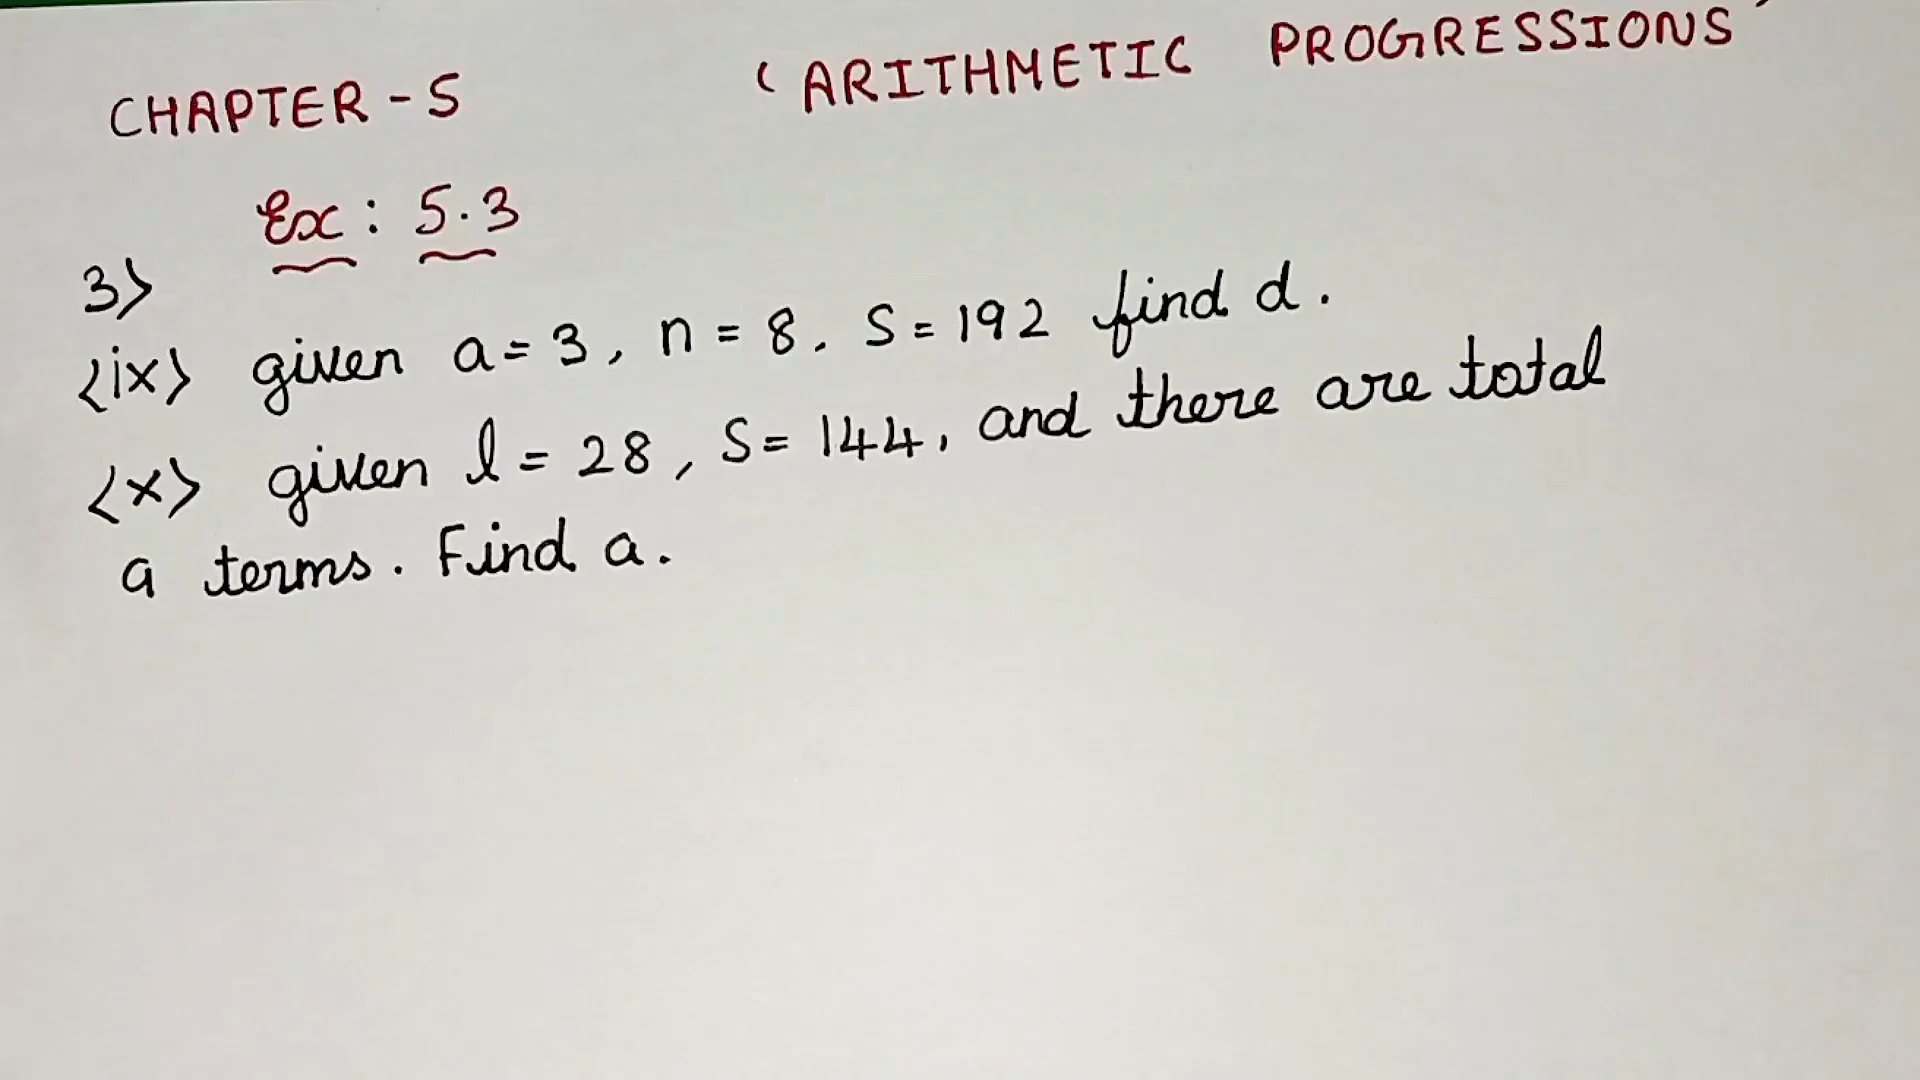 CHAPTER - 5 'ARITHMETIC PROGRESSIONS'
Ex : 5.3
3>
<ix> given a = 3, n = 8, S = 192 find d.
<x> given l = 28, S = 144, and there are total
9 terms. Find a.